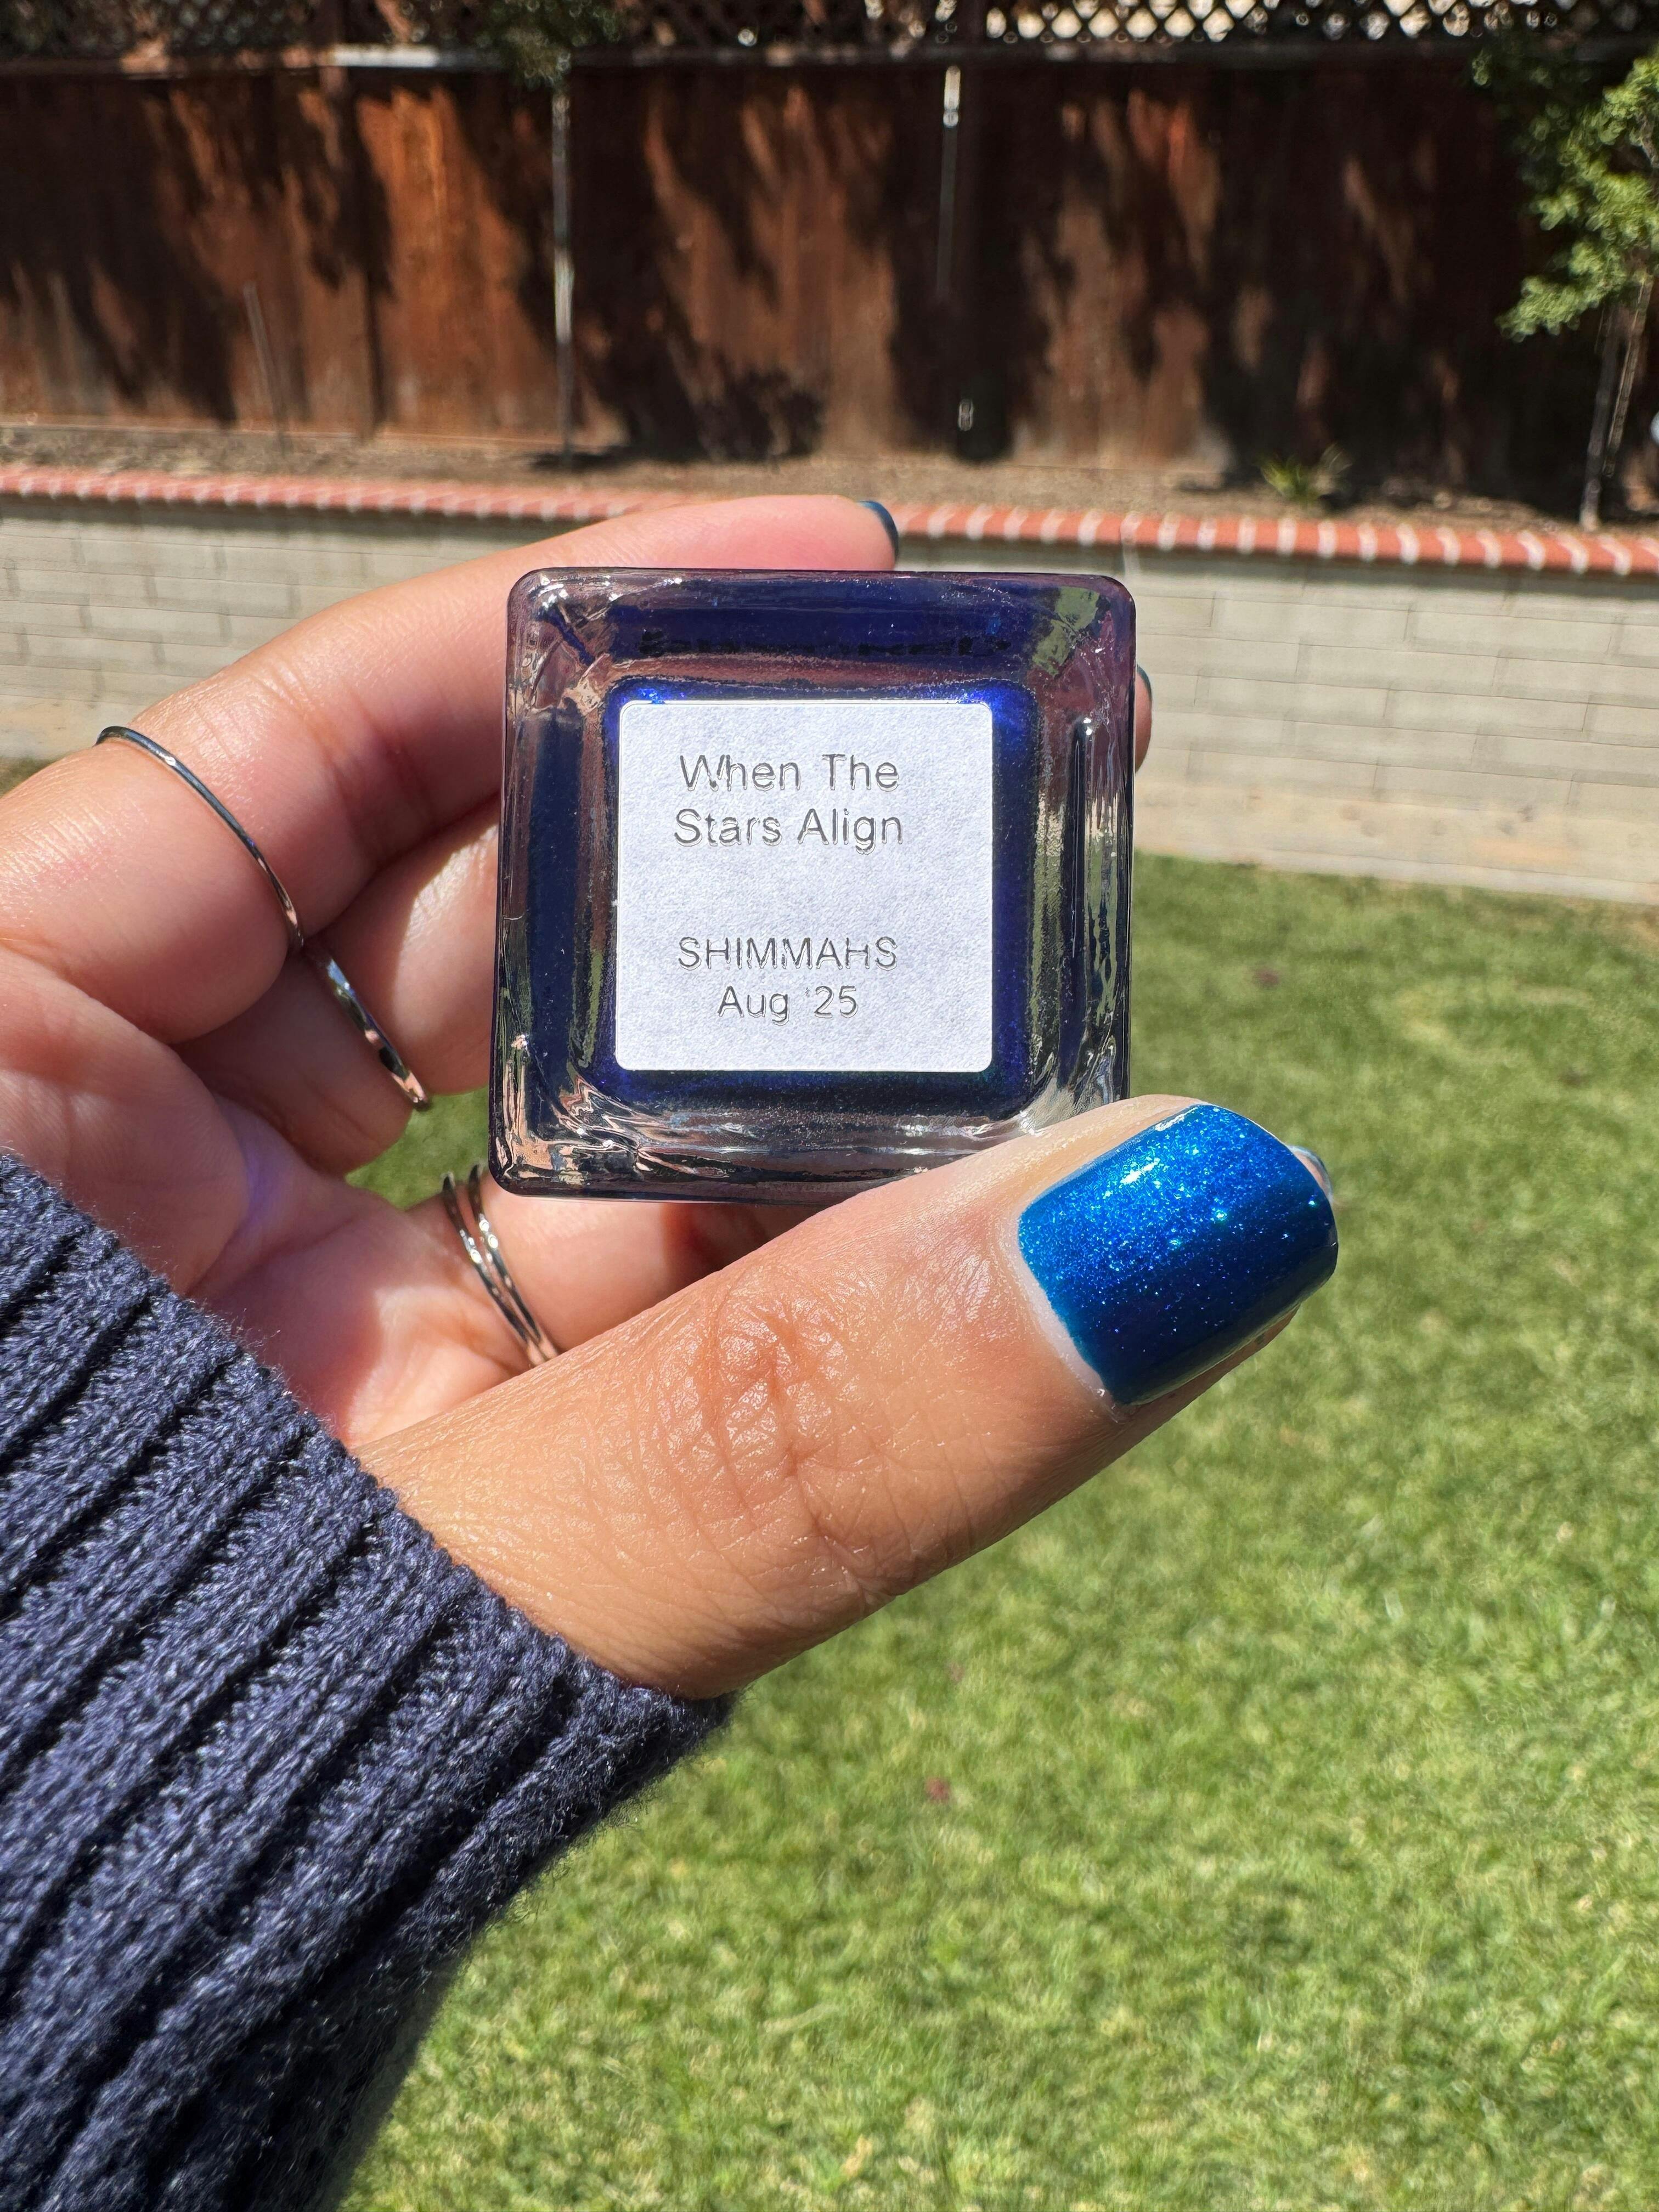 When The
Stars Align
SHIMMAHS
Aug '25